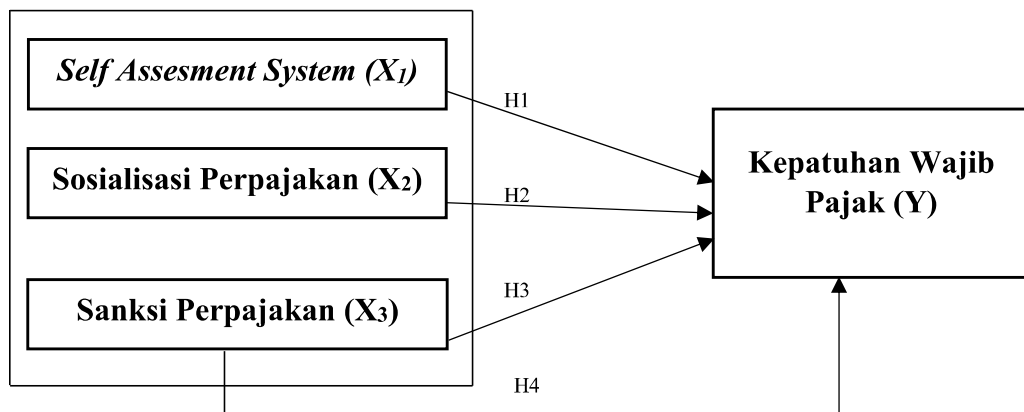 Self Assesment System (X1)
H1
Sosialisasi Perpajakan (X2)
H2
Kepatuhan Wajib
Pajak (Y)
Sanksi Perpajakan (X3)
H3
H4